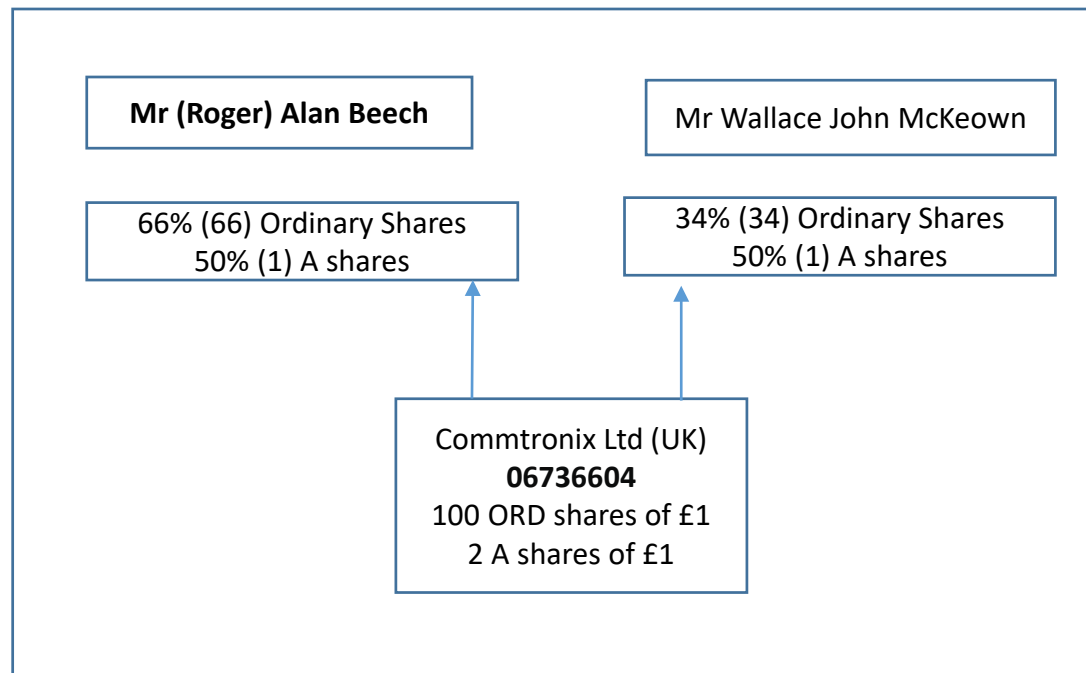 Mr (Roger) Alan Beech
Mr Wallace John McKeown
66% (66) Ordinary Shares
50% (1) A shares
34% (34) Ordinary Shares
50% (1) A shares
Commtronix Ltd (UK)
06736604
100 ORD shares of £1
2 A shares of £1